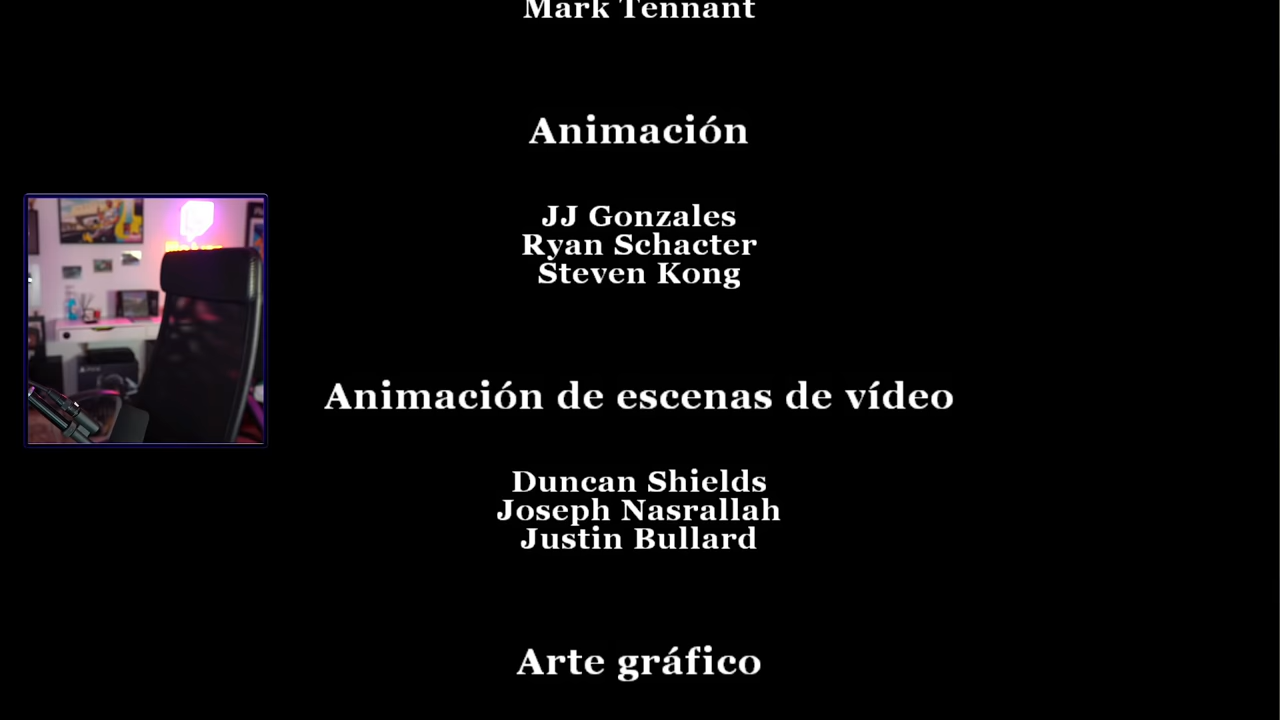 Mark Tennant
Animación
JJ Gonzales
Ryan Schacter
Steven Kong
Animación de escenas de vídeo
Duncan Shields
Joseph Nasrallah
Justin Bullard
Arte gráfico